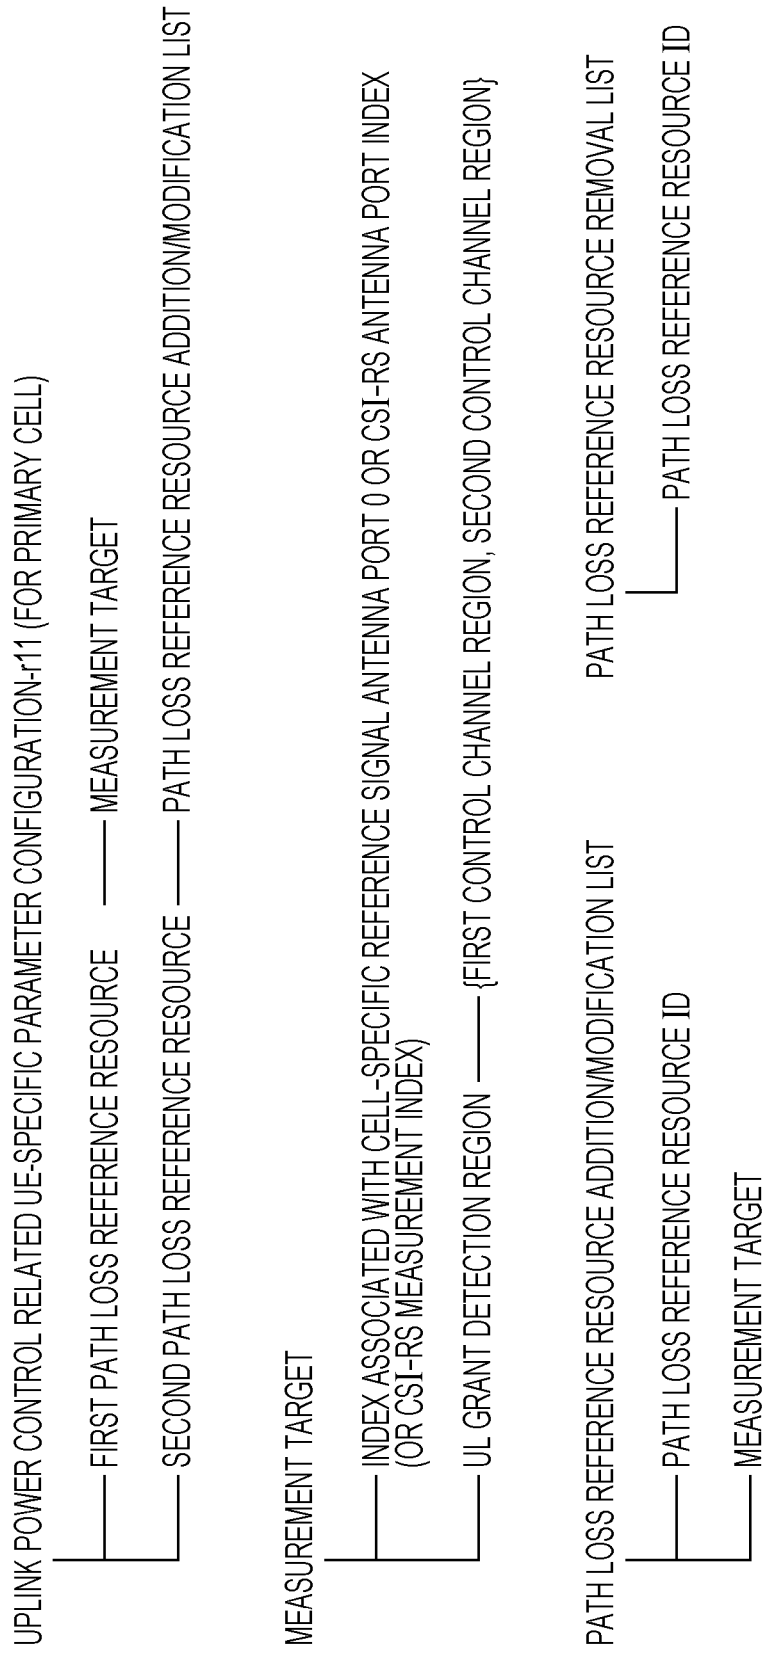 UPLINK POWER CONTROL RELATED UE-SPECIFIC PARAMETER CONFIGURATION-r11 (FOR PRIMARY CELL)
FIRST PATH LOSS REFERENCE RESOURCE MEASUREMENT TARGET
SECOND PATH LOSS REFERENCE RESOURCE PATH LOSS REFERENCE RESOURCE ADDITION/MODIFICATION LIST
MEASUREMENT TARGET
INDEX ASSOCIATED WITH CELL-SPECIFIC REFERENCE SIGNAL ANTENNA PORT 0 OR CSI-RS ANTENNA PORT INDEX
(OR CSI-RS MEASUREMENT INDEX)
UL GRANT DETECTION REGION {FIRST CONTROL CHANNEL REGION, SECOND CONTROL CHANNEL REGION}
PATH LOSS REFERENCE RESOURCE ADDITION/MODIFICATION LIST
PATH LOSS REFERENCE RESOURCE ID
MEASUREMENT TARGET
PATH LOSS REFERENCE RESOURCE REMOVAL LIST
PATH LOSS REFERENCE RESOURCE ID